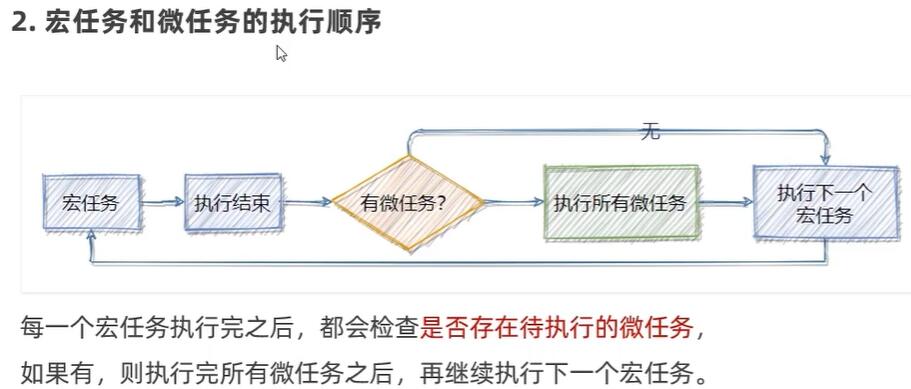 2. 宏任务和微任务的执行顺序
无
宏任务
执行结束
有微任务？
执行所有微任务
执行下一个
宏任务
每一个宏任务执行完之后，都会检查是否存在待执行的微任务，
如果有，则执行完所有微任务之后，再继续执行下一个宏任务。